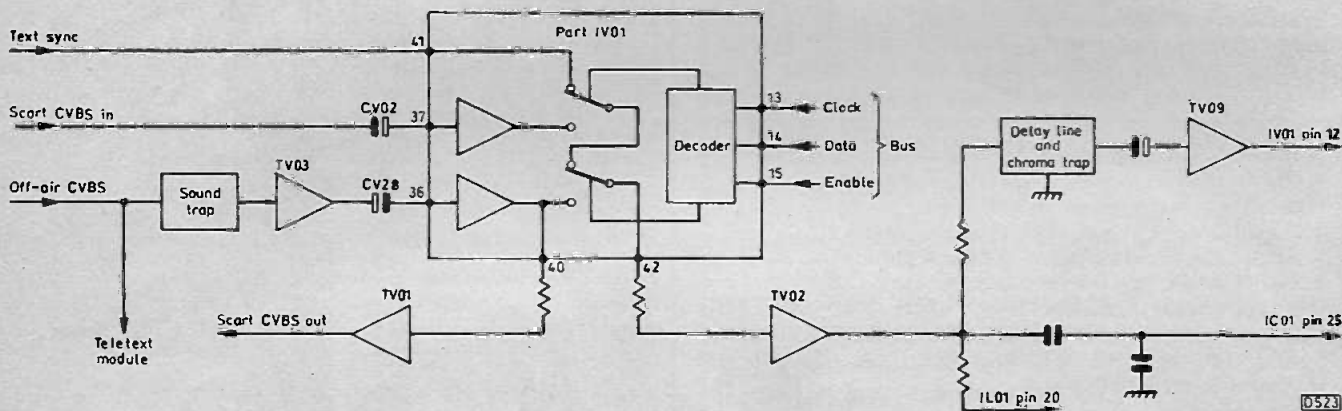 Text sync
41
Part IV01
Scart CVBS in
CV02
37
13
Clock
14
Data
Bus
15
Enable
Decoder
Off-air CVBS
Sound
trap
TV03
CV28
36
40
42
Teletext
module
Scart CVBS out
TV01
TV02
Delay line
and
chroma trap
TV09
IV01 pin 12
IC01 pin 25
IL01 pin 20
D523